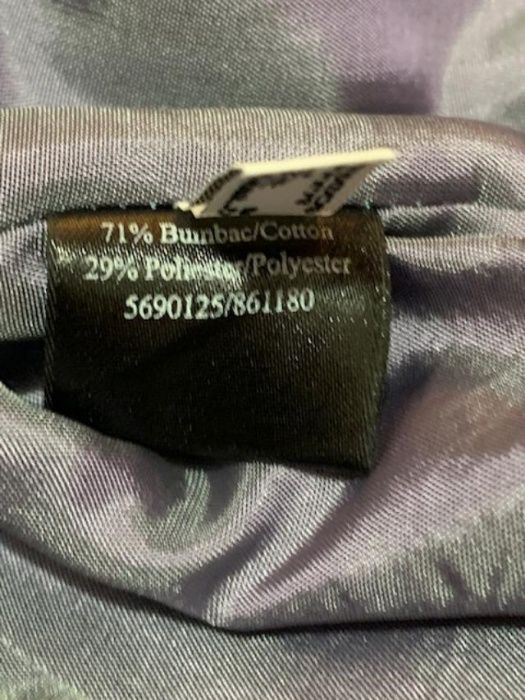 71% Bumbac/Cotton
29% Poliester/Polyester
5690125/861180